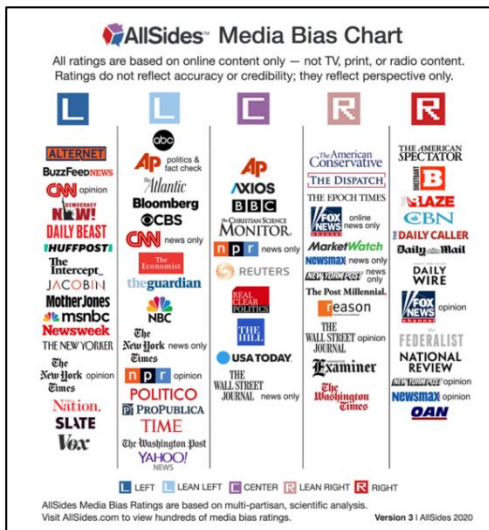 AllSides™ Media Bias Chart
All ratings are based on online content only — not TV, print, or radio content.
Ratings do not reflect accuracy or credibility; they reflect perspective only.
L
L
C
R
R
ALTERNET
BuzzFeed NEWS
CNN opinion
DEMOCRACY NOW!
DAILY BEAST
HUFFPOST
The Intercept_
JACOBIN
Mother Jones
msnbc
Newsweek
THE NEW YORKER
The New York Times opinion
The Nation.
SLATE
Vox
abc
AP politics & fact check
The Atlantic
Bloomberg
CBS
CNN news only
The Economist
the guardian
NBC
The New York Times news only
npr opinion
POLITICO
PROPUBLICA
TIME
The Washington Post
YAHOO! NEWS
AP
AXIOS
BBC
THE CHRISTIAN SCIENCE MONITOR
npr news only
REUTERS
REAL CLEAR POLITICS
THE HILL
USA TODAY
THE WALL STREET JOURNAL news only
The American Conservative
THE DISPATCH
THE EPOCH TIMES
FOX NEWS channel online news only
MarketWatch
Newsmax news only
NEW YORK POST news only
The Post Millennial.
reason
THE WALL STREET JOURNAL opinion
Examiner
The Washington Times
THE AMERICAN SPECTATOR
BREITBART B
BLAZE
CBN
THE DAILY CALLER
Daily Mail
DAILY WIRE
FOX NEWS channel opinion
THE FEDERALIST
NATIONAL REVIEW
NEW YORK POST opinion
Newsmax opinion
OAN
L LEFT L LEAN LEFT C CENTER R LEAN RIGHT R RIGHT
AllSides Media Bias Ratings are based on multi-partisan, scientific analysis.
Visit AllSides.com to view hundreds of media bias ratings.
Version 3 | AllSides 2020